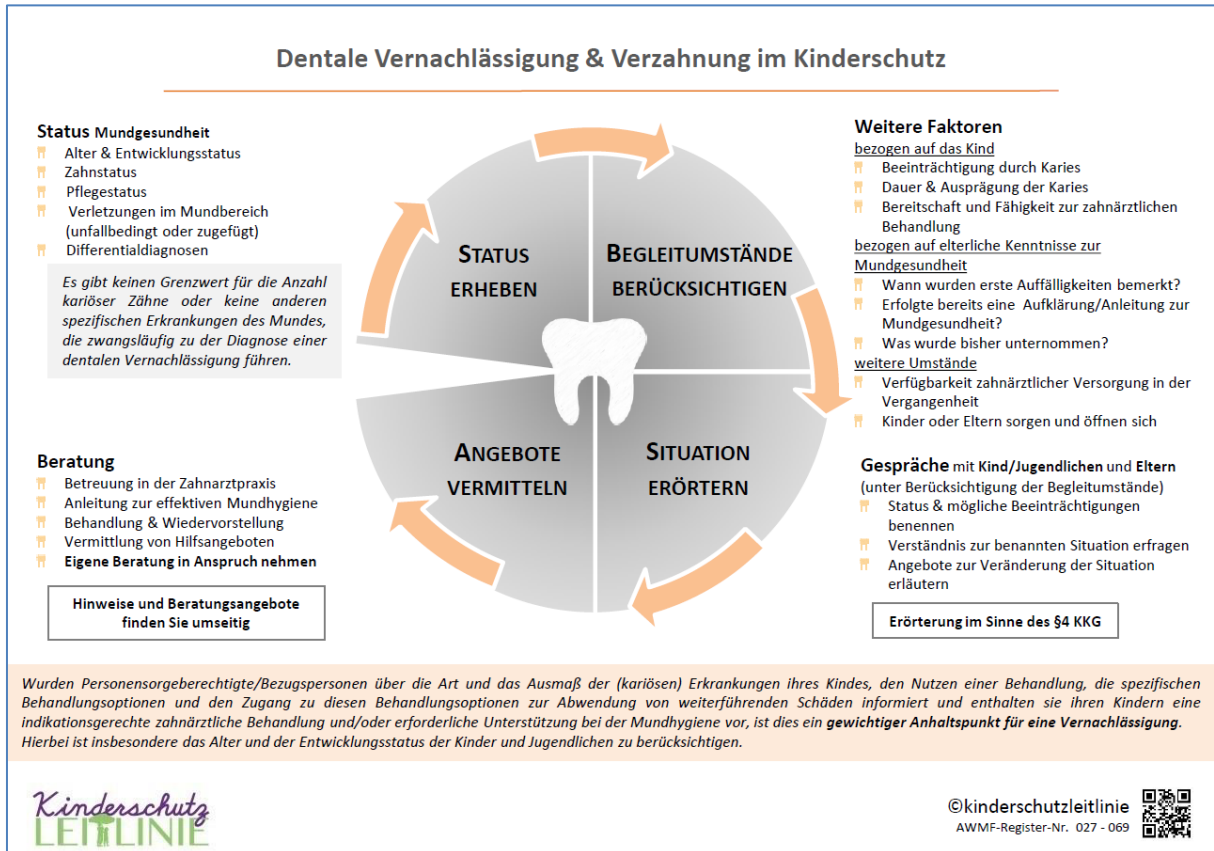 Dentale Vernachlässigung & Verzahnung im Kinderschutz
Status Mundgesundheit
Alter & Entwicklungsstatus
Zahnstatus
Pflegestatus
Verletzungen im Mundbereich
(unfallbedingt oder zugefügt)
Differentialdiagnosen
Es gibt keinen Grenzwert für die Anzahl
kariöser Zähne oder keine anderen
spezifischen Erkrankungen des Mundes,
die zwangsläufig zu der Diagnose einer
dentalen Vernachlässigung führen.
STATUS
ERHEBEN
BEGLEITUMSTÄNDE
BERÜCKSICHTIGEN
Weitere Faktoren
bezogen auf das Kind
Beeinträchtigung durch Karies
Dauer & Ausprägung der Karies
Bereitschaft und Fähigkeit zur zahnärztlichen
Behandlung
bezogen auf elterliche Kenntnisse zur
Mundgesundheit
Wann wurden erste Auffälligkeiten bemerkt?
Erfolgte bereits eine Aufklärung/Anleitung zur
Mundgesundheit?
Was wurde bisher unternommen?
weitere Umstände
Verfügbarkeit zahnärztlicher Versorgung in der
Vergangenheit
Kinder oder Eltern sorgen und öffnen sich
Beratung
Betreuung in der Zahnarztpraxis
Anleitung zur effektiven Mundhygiene
Behandlung & Wiedervorstellung
Vermittlung von Hilfsangeboten
Eigene Beratung in Anspruch nehmen
Hinweise und Beratungsangebote
finden Sie umseitig
ANGEBOTE
VERMITTELN
SITUATION
ERÖRTERN
Gespräche mit Kind/Jugendlichen und Eltern
(unter Berücksichtigung der Begleitumstände)
Status & mögliche Beeinträchtigungen
benennen
Verständnis zur benannten Situation erfragen
Angebote zur Veränderung der Situation
erläutern
Erörterung im Sinne des §4 KKG
Wurden Personensorgeberechtigte/Bezugspersonen über die Art und das Ausmaß der (kariösen) Erkrankungen ihres Kindes, den Nutzen einer Behandlung, die spezifischen
Behandlungsoptionen und den Zugang zu diesen Behandlungsoptionen zur Abwendung von weiterführenden Schäden informiert und enthalten sie ihren Kindern eine
indikationsgerechte zahnärztliche Behandlung und/oder erforderliche Unterstützung bei der Mundhygiene vor, ist dies ein gewichtiger Anhaltspunkt für eine Vernachlässigung.
Hierbei ist insbesondere das Alter und der Entwicklungsstatus der Kinder und Jugendlichen zu berücksichtigen.
Kinderschutz
LEITLINIE
©kinderschutzleitlinie
AWMF-Register-Nr. 027 - 069